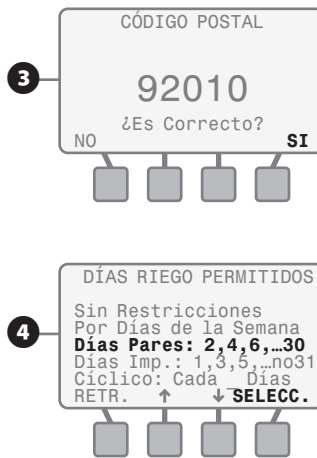 3
CÓDIGO POSTAL
92010
¿Es Correcto?
NO SI
4
DÍAS RIEGO PERMITIDOS
Sin Restricciones
Por Días de la Semana
Días Pares: 2,4,6,…30
Días Imp.: 1,3,5,…no31
Cíclico: Cada _ Días
RETR. ↑ ↓ SELECC.